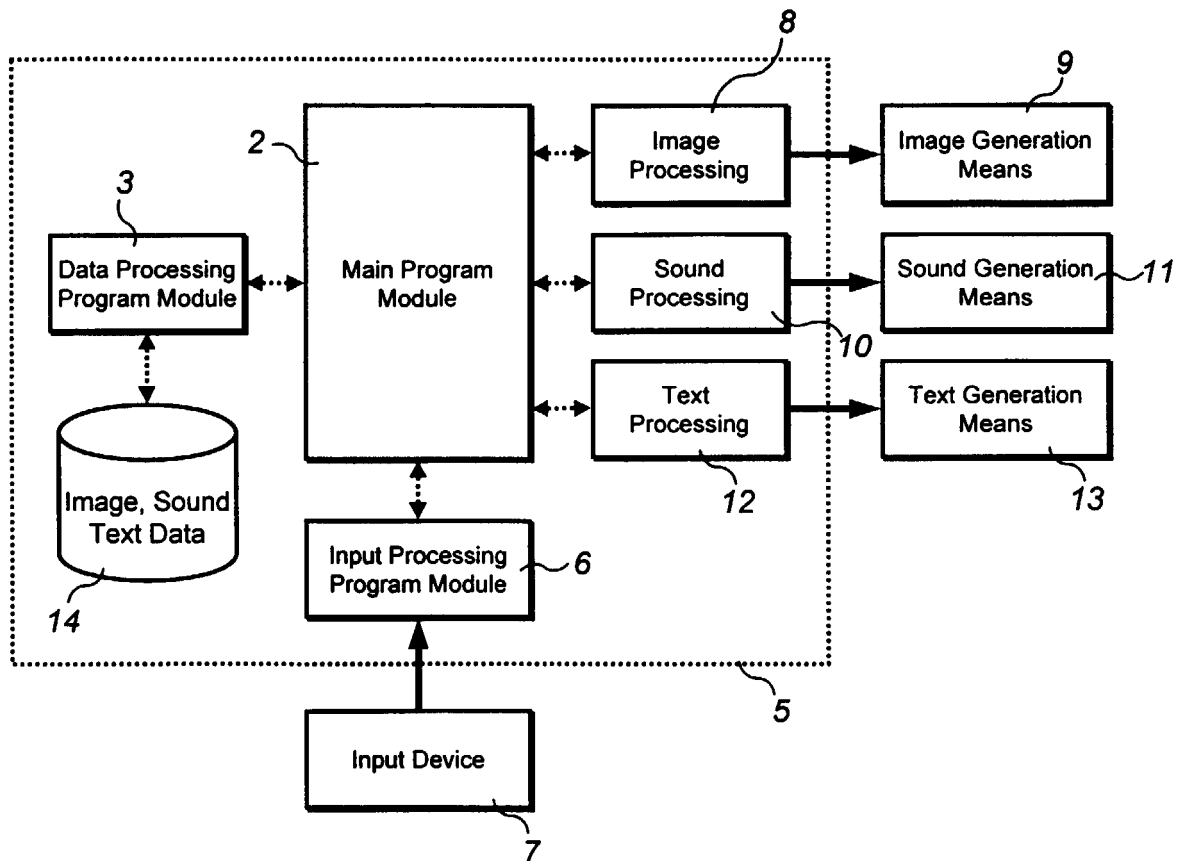 8
9
2
Image
Processing
Image Generation
Means
3
Data Processing
Program Module
Main Program
Module
Sound
Processing
10
Sound Generation
Means
11
Text
Processing
12
Text Generation
Means
13
Image, Sound
Text Data
14
Input Processing
Program Module
6
5
Input Device
7